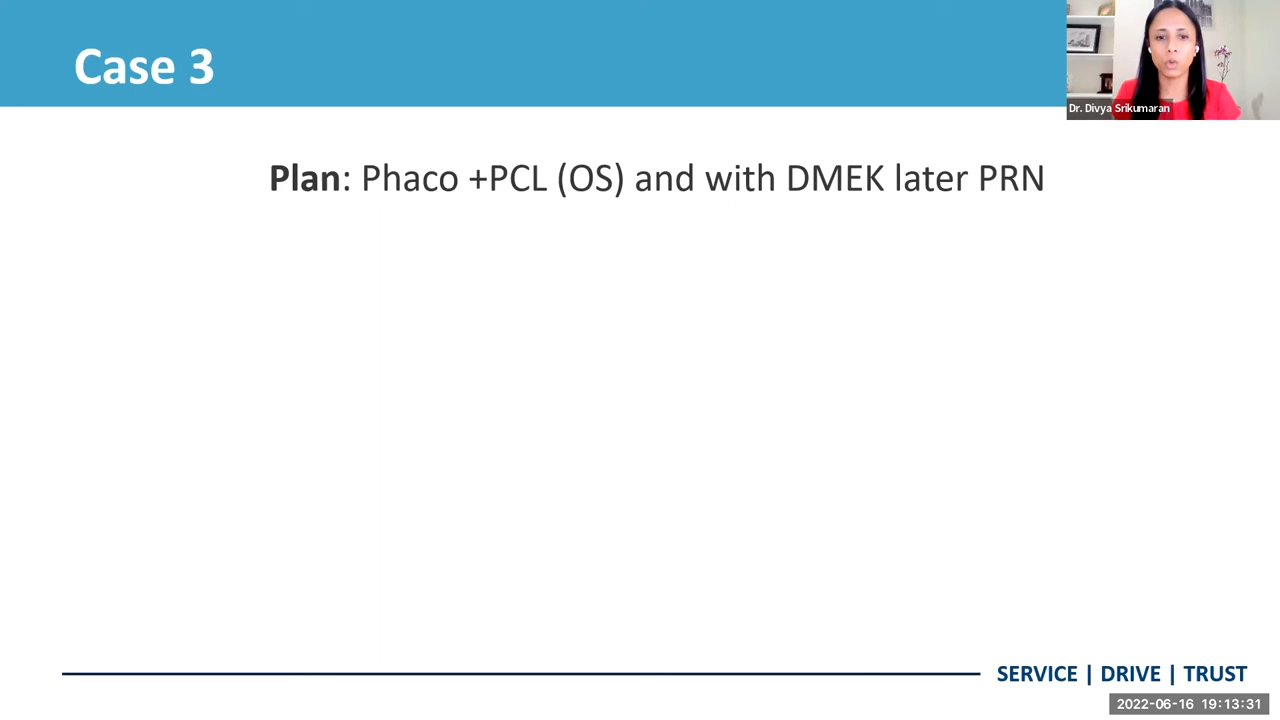 Case 3
Dr. Divya Srikumaran
Plan: Phaco +PCL (OS) and with DMEK later PRN
SERVICE | DRIVE | TRUST
2022-06-16 19:13:31